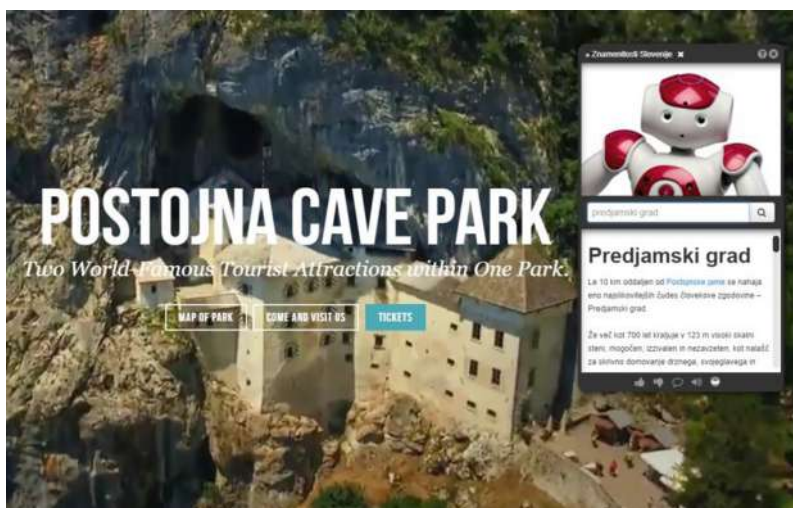 POSTOJNA CAVE PARK
Two World-Famous Tourist Attractions within One Park.
MAP OF PARK
COME AND VISIT US
TICKETS
» Znamenitosti Slovenije ✖
predjamski grad
Predjamski grad
Le 10 km oddaljen od Postojnske jame se nahaja
eno najslikovitejših čudes človekove zgodovine –
Predjamski grad.
Že več kot 700 let kraljuje v 123 m visoki skalni
steni, mogočen, izzivalen in nezavzeten, kot nalašč
za skrivno domovanje drznega, svojeglavega in